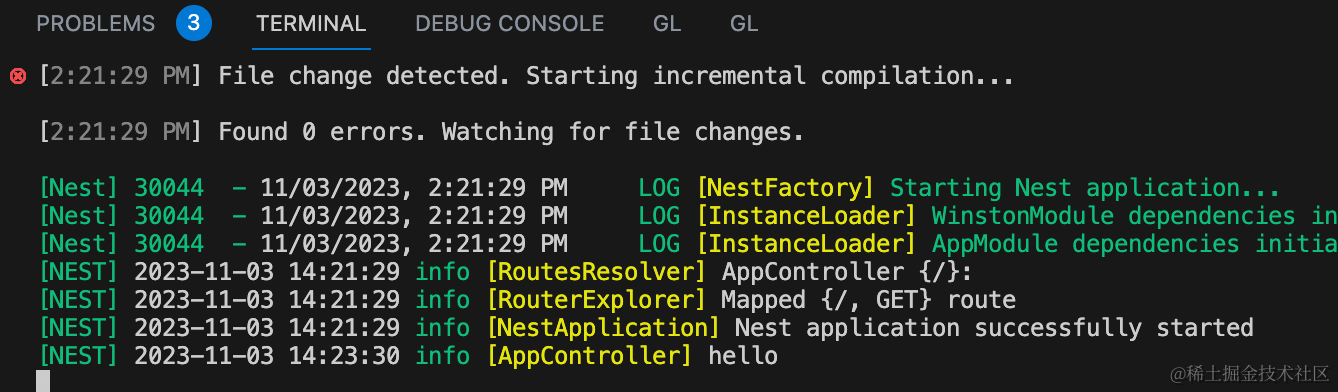 PROBLEMS 3 TERMINAL DEBUG CONSOLE GL GL
[2:21:29 PM] File change detected. Starting incremental compilation...
[2:21:29 PM] Found 0 errors. Watching for file changes.
[Nest] 30044  - 11/03/2023, 2:21:29 PM     LOG [NestFactory] Starting Nest application...
[Nest] 30044  - 11/03/2023, 2:21:29 PM     LOG [InstanceLoader] WinstonModule dependencies in
[Nest] 30044  - 11/03/2023, 2:21:29 PM     LOG [InstanceLoader] AppModule dependencies initia
[NEST] 2023-11-03 14:21:29 info [RoutesResolver] AppController {/}:
[NEST] 2023-11-03 14:21:29 info [RouterExplorer] Mapped {/, GET} route
[NEST] 2023-11-03 14:21:29 info [NestApplication] Nest application successfully started
[NEST] 2023-11-03 14:23:30 info [AppController] hello
@稀土掘金技术社区